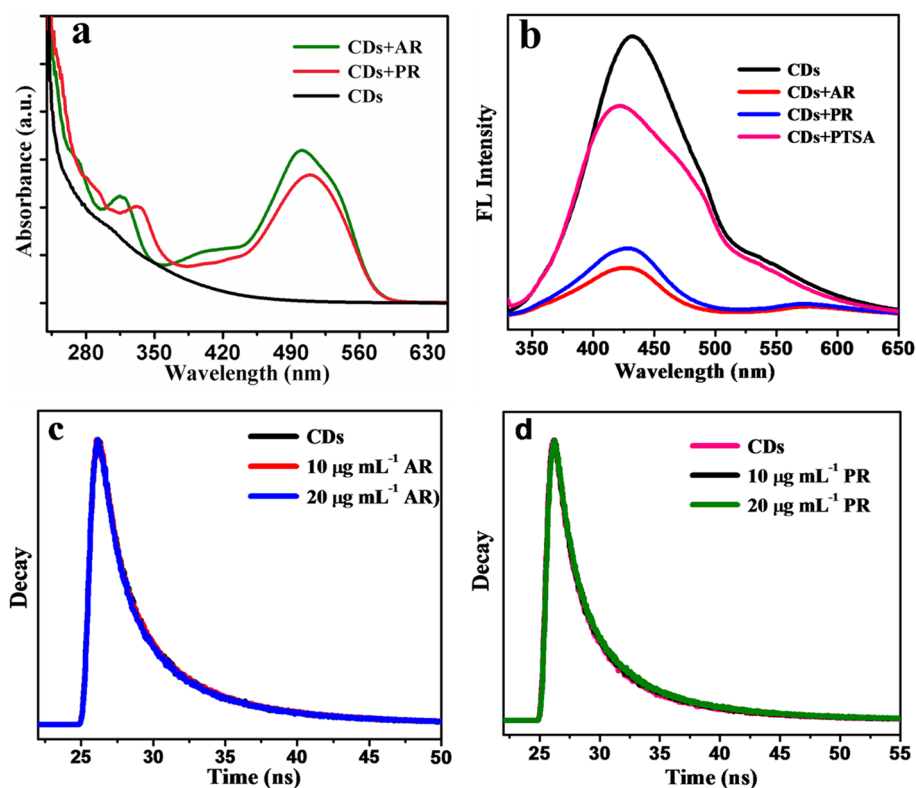 a
CDs+AR
CDs+PR
CDs
Absorbance (a.u.)
280 350 420 490 560 630
Wavelength (nm)
b
CDs
CDs+AR
CDs+PR
CDs+PTSA
FL Intensity
350 400 450 500 550 600 650
Wavelength (nm)
c
CDs
10 µg mL⁻¹ AR
20 µg mL⁻¹ AR)
Decay
25 30 35 40 45 50
Time (ns)
d
CDs
10 µg mL⁻¹ PR
20 µg mL⁻¹ PR
Decay
25 30 35 40 45 50 55
Time (ns)